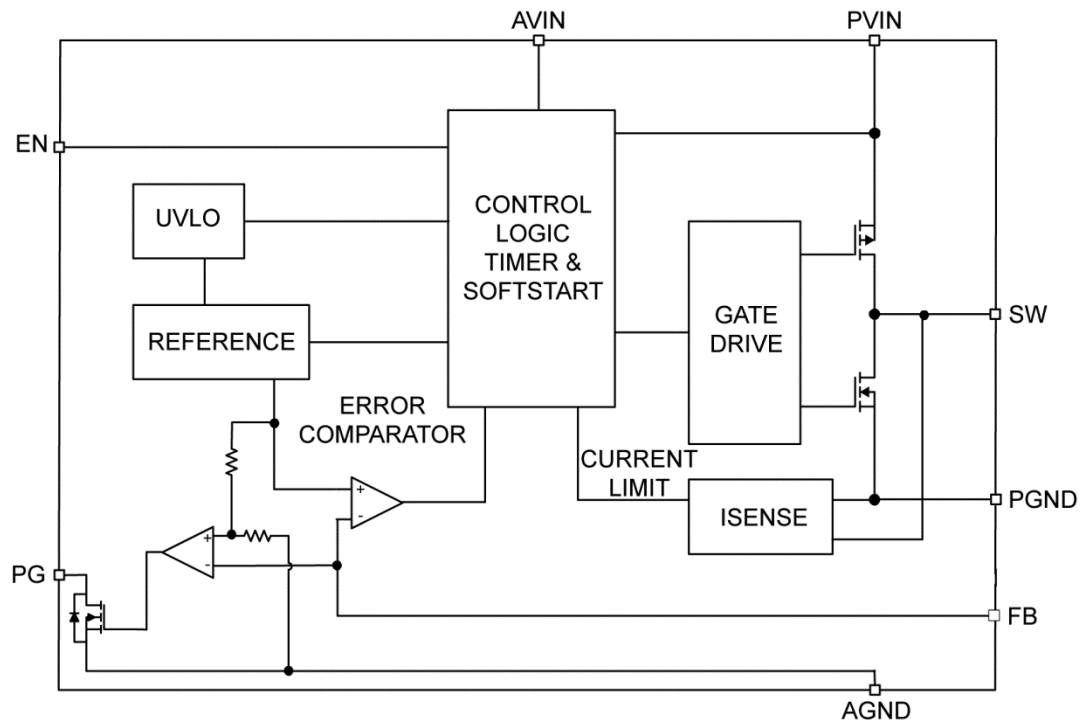 AVIN
PVIN
EN
UVLO
CONTROL
LOGIC
TIMER &
SOFTSTART
REFERENCE
GATE
DRIVE
SW
ERROR
COMPARATOR
CURRENT
LIMIT
ISENSE
PGND
+
-
+
-
PG
FB
AGND